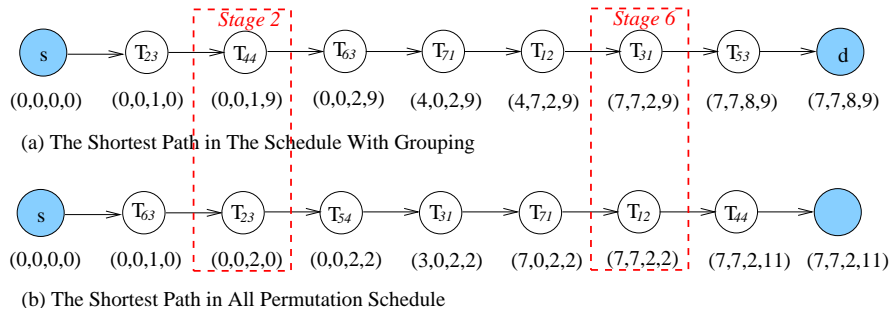 Stage 2 Stage 6
s T23 T44 T63 T71 T12 T31 T53 d
(0,0,0,0) (0,0,1,0) (0,0,1,9) (0,0,2,9) (4,0,2,9) (4,7,2,9) (7,7,2,9) (7,7,8,9) (7,7,8,9)
(a) The Shortest Path in The Schedule With Grouping
s T63 T23 T54 T31 T71 T12 T44
(0,0,0,0) (0,0,1,0) (0,0,2,0) (0,0,2,2) (3,0,2,2) (7,0,2,2) (7,7,2,2) (7,7,2,11) (7,7,2,11)
(b) The Shortest Path in All Permutation Schedule